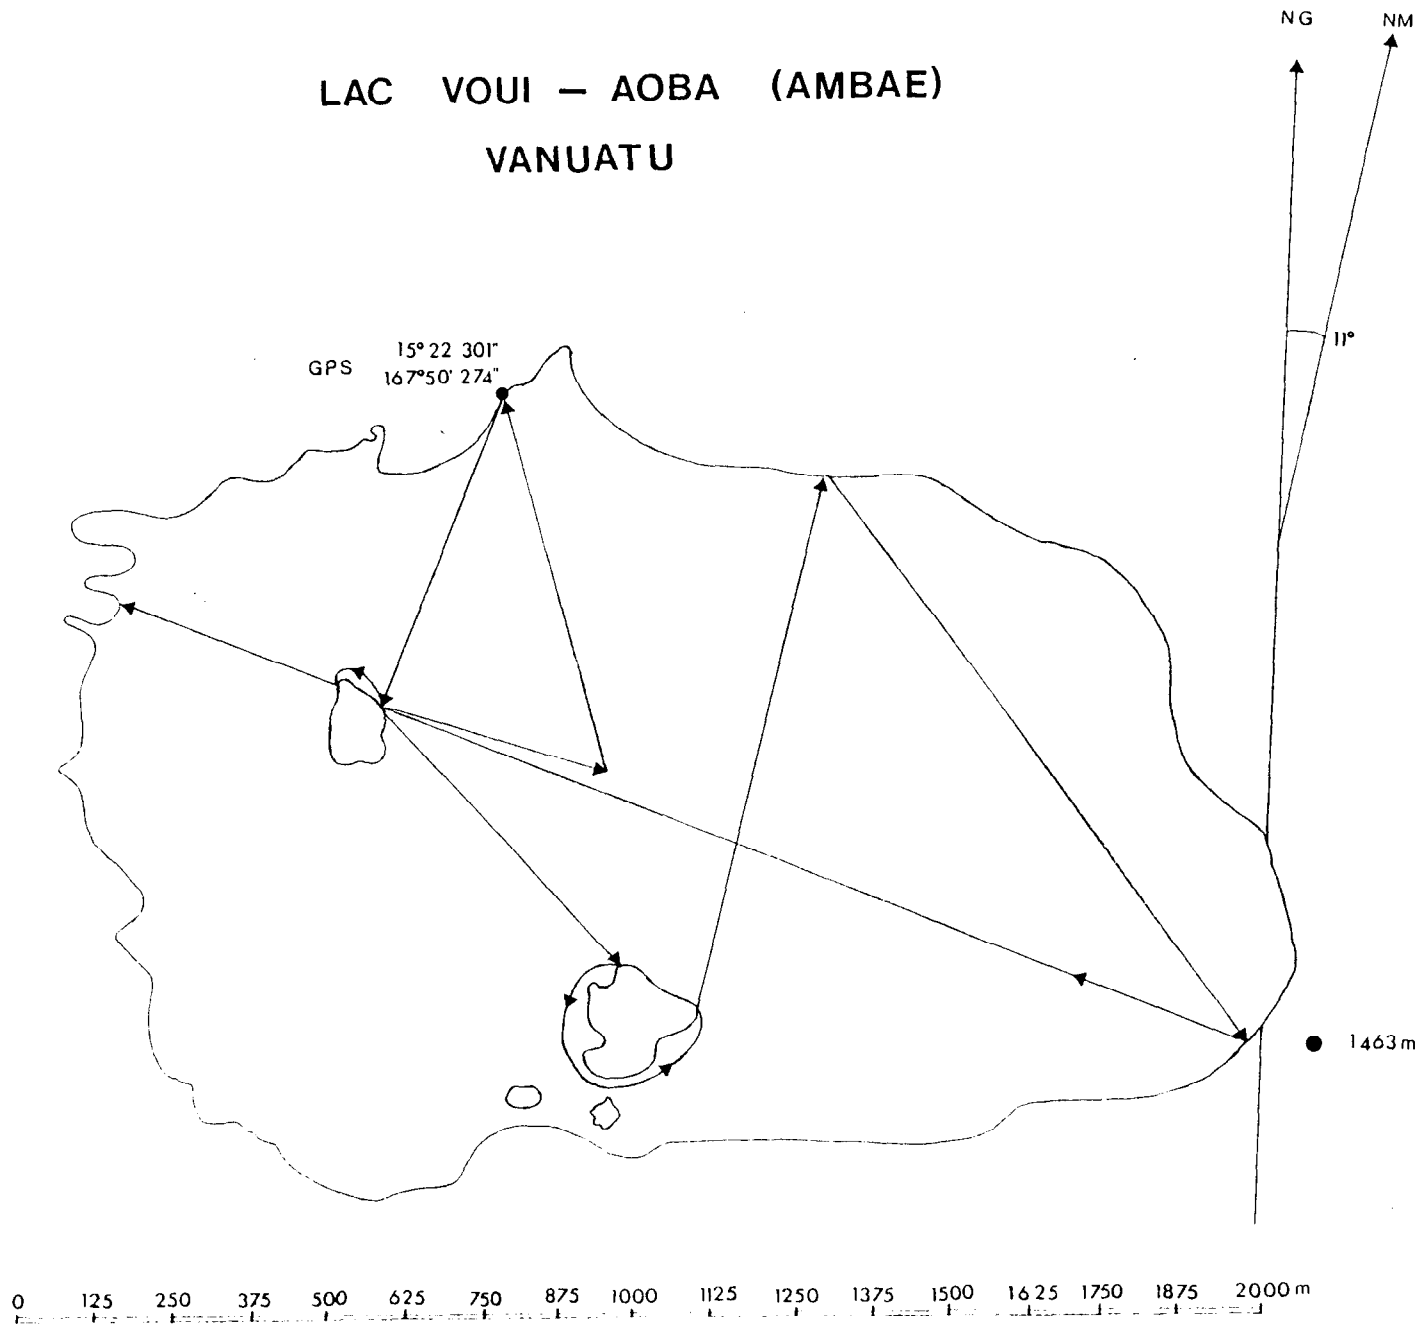 NG NM
LAC VOUI — AOBA (AMBAE)
VANUATU
11°
15° 22 301"
GPS 167°50' 274"
1463 m
0 125 250 375 500 625 750 875 1000 1125 1250 1375 1500 1625 1750 1875 2000 m